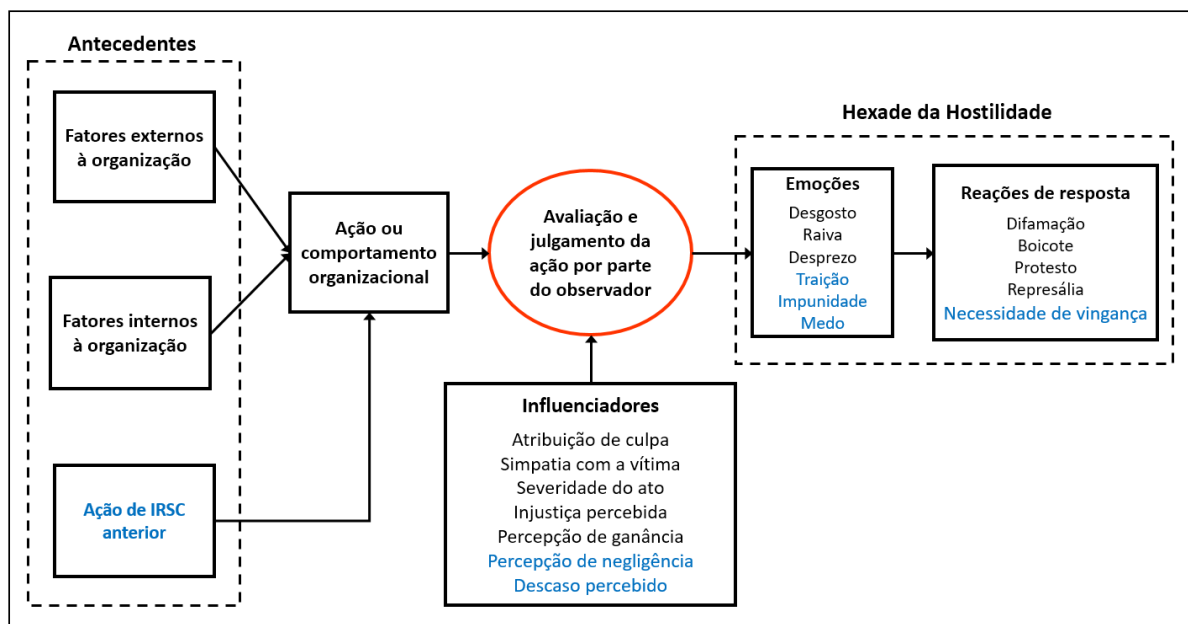 Antecedentes
Fatores externos
à organização
Fatores internos
à organização
Ação de IRSC
anterior
Ação ou
comportamento
organizacional
Avaliação e
julgamento da
ação por parte
do observador
Influenciadores
Atribuição de culpa
Simpatia com a vítima
Severidade do ato
Injustiça percebida
Percepção de ganância
Percepção de negligência
Descaso percebido
Hexade da Hostilidade
Emoções
Desgosto
Raiva
Desprezo
Traição
Impunidade
Medo
Reações de resposta
Difamação
Boicote
Protesto
Represália
Necessidade de vingança